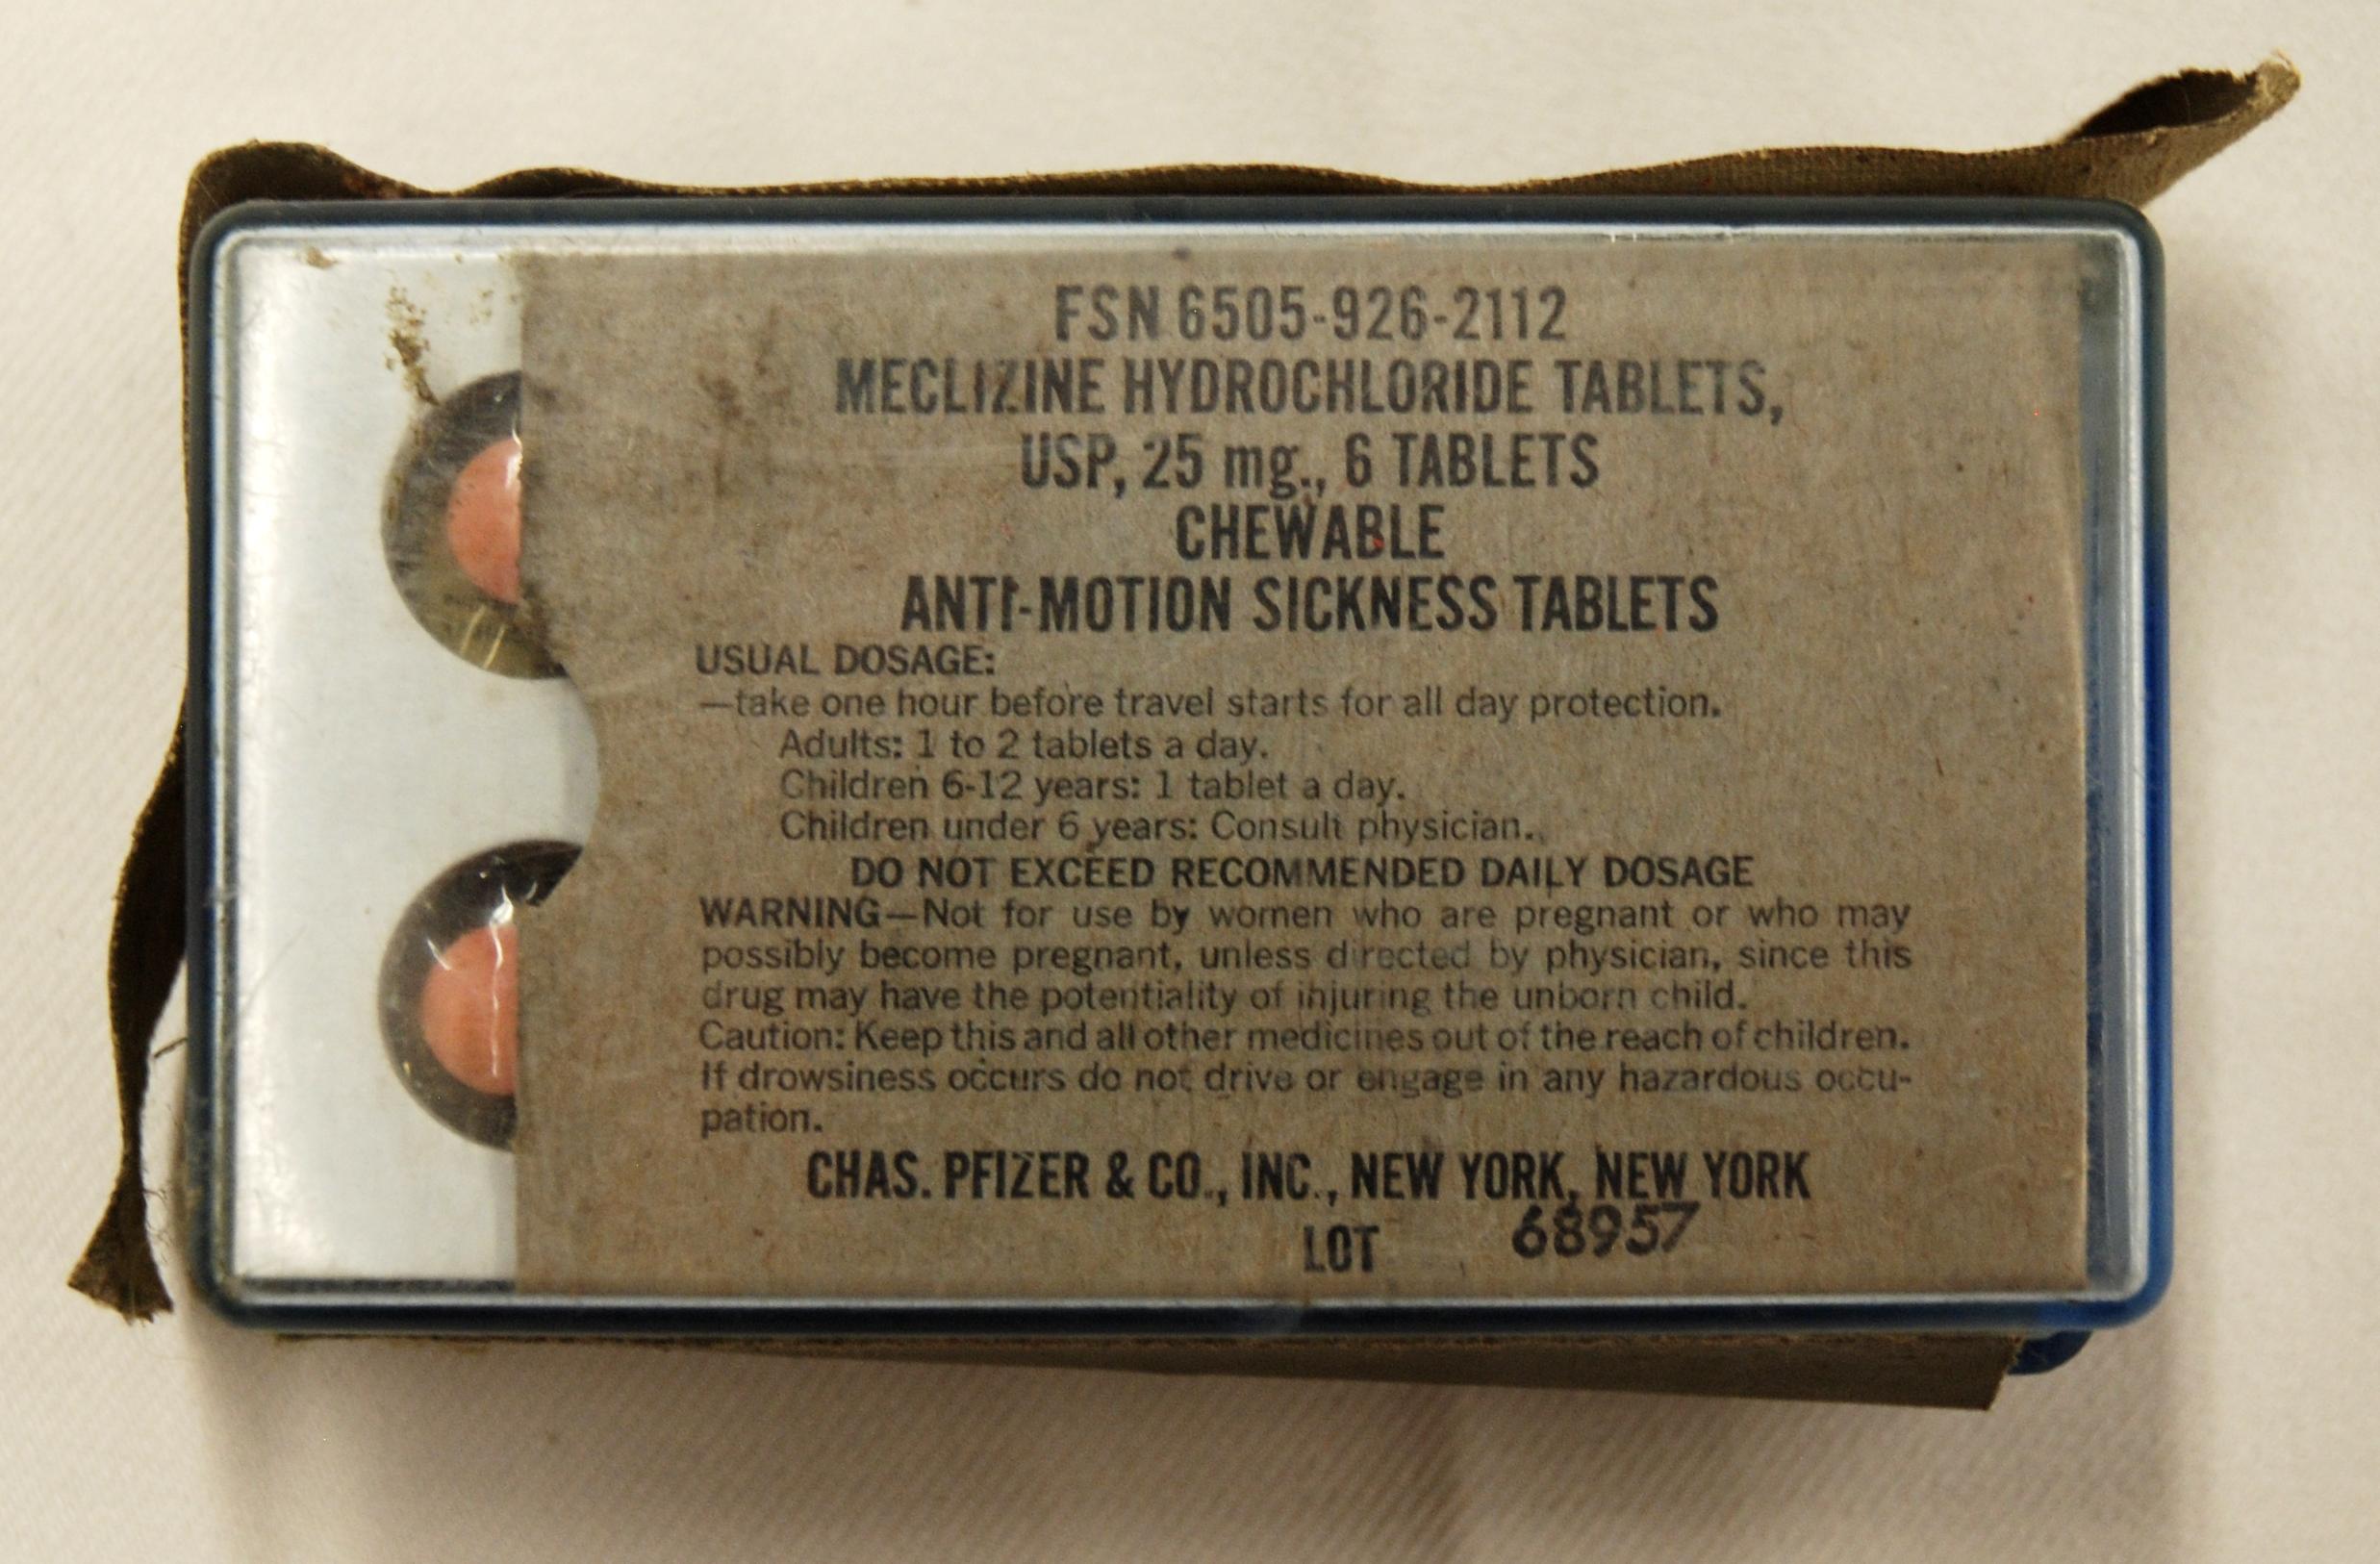 FSN 6505-926-2112
MECLIZINE HYDROCHLORIDE TABLETS,
USP, 25 mg., 6 TABLETS
CHEWABLE
ANTI-MOTION SICKNESS TABLETS
USUAL DOSAGE:
—take one hour before travel starts for all day protection.
Adults: 1 to 2 tablets a day.
Children 6-12 years: 1 tablet a day.
Children under 6 years: Consult physician.
DO NOT EXCEED RECOMMENDED DAILY DOSAGE
WARNING—Not for use by women who are pregnant or who may
possibly become pregnant, unless directed by physician, since this
drug may have the potentiality of injuring the unborn child.
Caution: Keep this and all other medicines out of the reach of children.
If drowsiness occurs do not drive or engage in any hazardous occu-
pation.
CHAS. PFIZER & CO., INC., NEW YORK, NEW YORK
LOT 68957